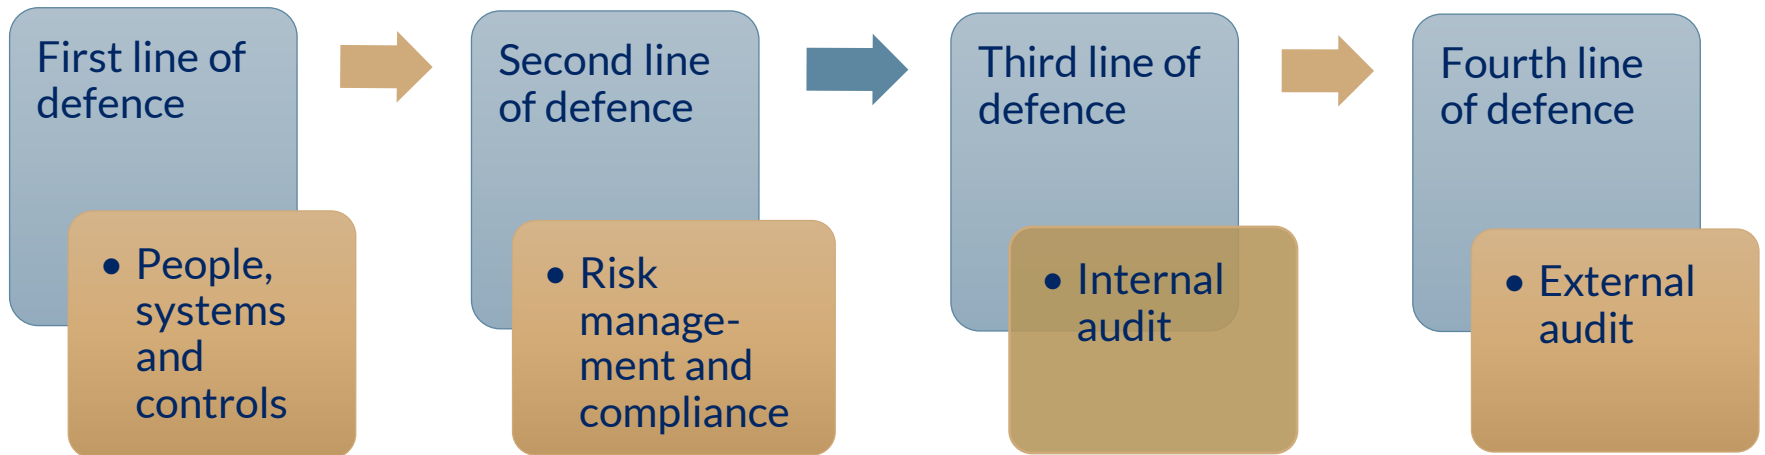 First line of
defence
• People,
systems
and
controls
Second line
of defence
• Risk
manage-
ment and
compliance
Third line of
defence
• Internal
audit
Fourth line
of defence
• External
audit